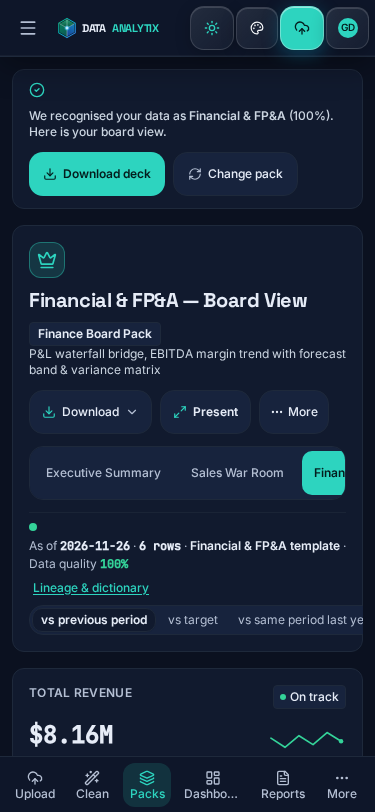 DATA ANALYTIX
GD
We recognised your data as Financial & FP&A (100%).
Here is your board view.
Download deck
Change pack
Financial & FP&A — Board View
Finance Board Pack
P&L waterfall bridge, EBITDA margin trend with forecast
band & variance matrix
Download
Present
More
Executive Summary
Sales War Room
Finan
As of 2026-11-26 · 6 rows · Financial & FP&A template ·
Data quality 100%
Lineage & dictionary
vs previous period
vs target
vs same period last ye
TOTAL REVENUE
On track
$8.16M
Upload
Clean
Packs
Dashbo...
Reports
More